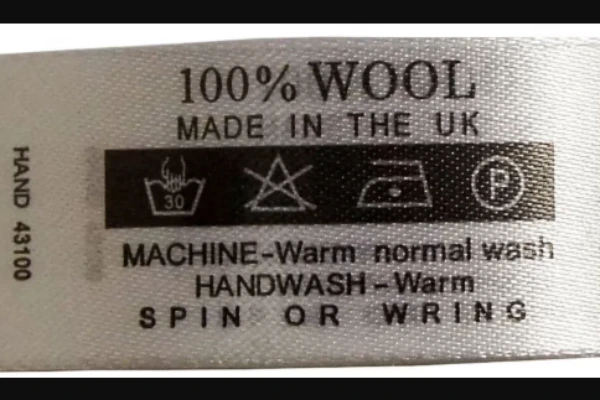 100% WOOL
MADE IN THE UK
30
P
MACHINE-Warm normal wash
HANDWASH-Warm
SPIN OR WRING
HAND 43100